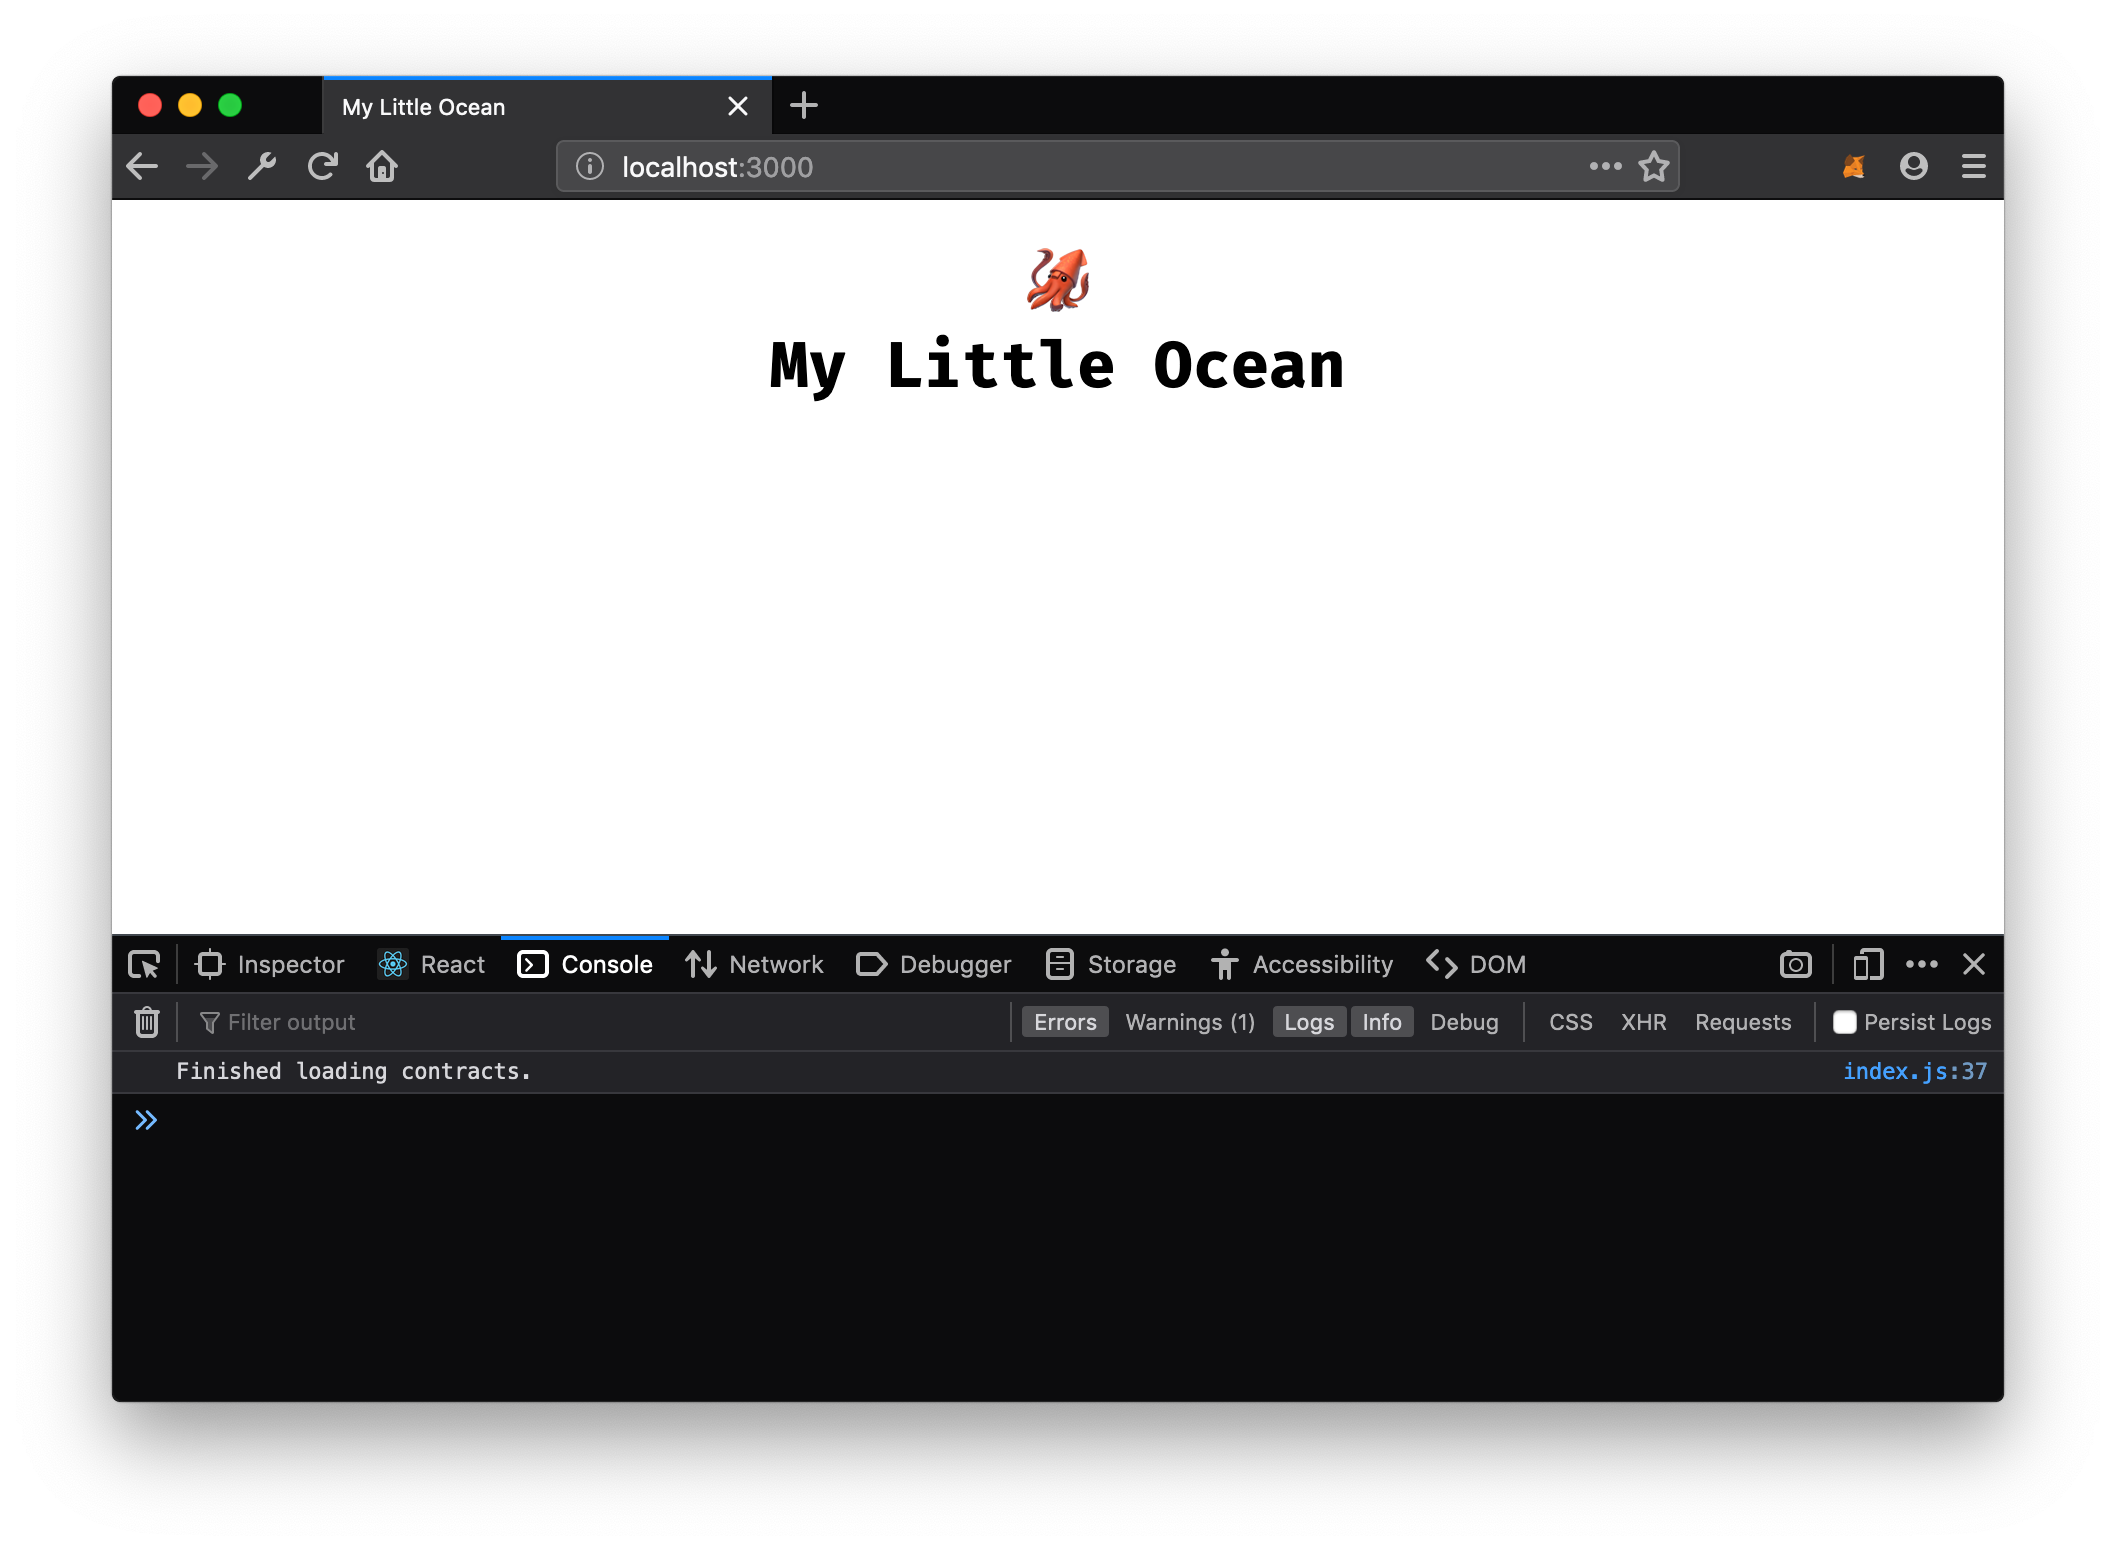 My Little Ocean
localhost:3000
My Little Ocean
Inspector React Console Network Debugger Storage Accessibility DOM
Filter output Errors Warnings (1) Logs Info Debug CSS XHR Requests Persist Logs
Finished loading contracts. index.js:37